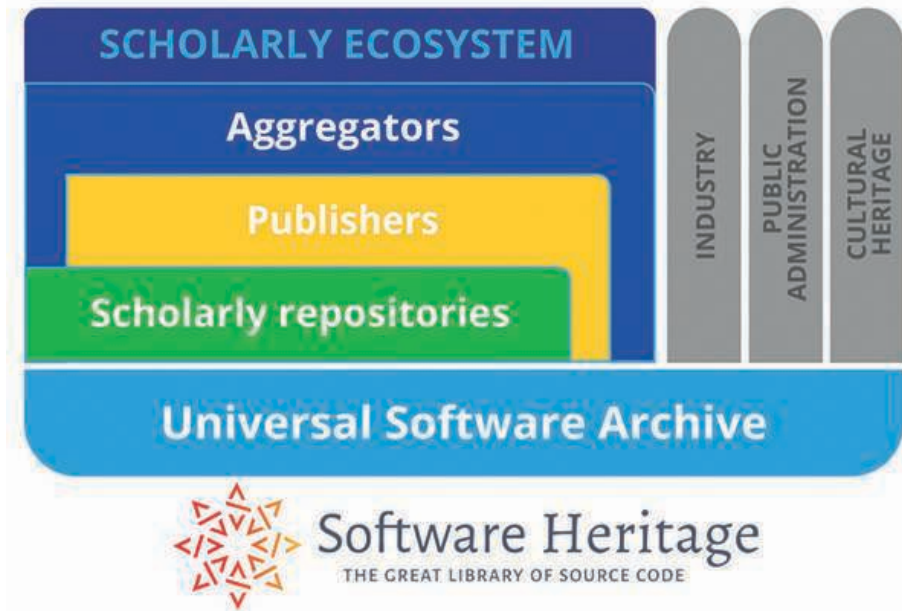 SCHOLARLY ECOSYSTEM
Aggregators
Publishers
Scholarly repositories
INDUSTRY
PUBLIC
ADMINISTRATION
CULTURAL
HERITAGE
Universal Software Archive
Software Heritage
THE GREAT LIBRARY OF SOURCE CODE